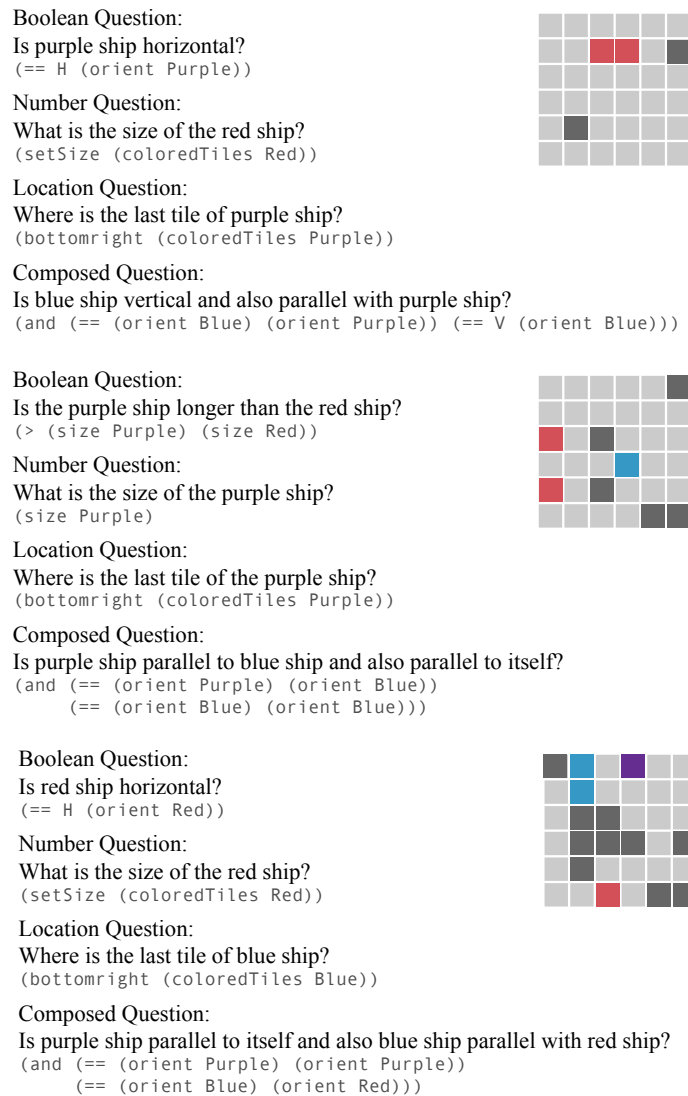 Boolean Question:
Is purple ship horizontal?
(== H (orient Purple))
Number Question:
What is the size of the red ship?
(setSize (coloredTiles Red))
Location Question:
Where is the last tile of purple ship?
(bottomright (coloredTiles Purple))
Composed Question:
Is blue ship vertical and also parallel with purple ship?
(and (== (orient Blue) (orient Purple)) (== V (orient Blue)))
Boolean Question:
Is the purple ship longer than the red ship?
(> (size Purple) (size Red))
Number Question:
What is the size of the purple ship?
(size Purple)
Location Question:
Where is the last tile of the purple ship?
(bottomright (coloredTiles Purple))
Composed Question:
Is purple ship parallel to blue ship and also parallel to itself?
(and (== (orient Purple) (orient Blue))
(== (orient Blue) (orient Blue)))
Boolean Question:
Is red ship horizontal?
(== H (orient Red))
Number Question:
What is the size of the red ship?
(setSize (coloredTiles Red))
Location Question:
Where is the last tile of blue ship?
(bottomright (coloredTiles Blue))
Composed Question:
Is purple ship parallel to itself and also blue ship parallel with red ship?
(and (== (orient Purple) (orient Purple))
(== (orient Blue) (orient Red)))